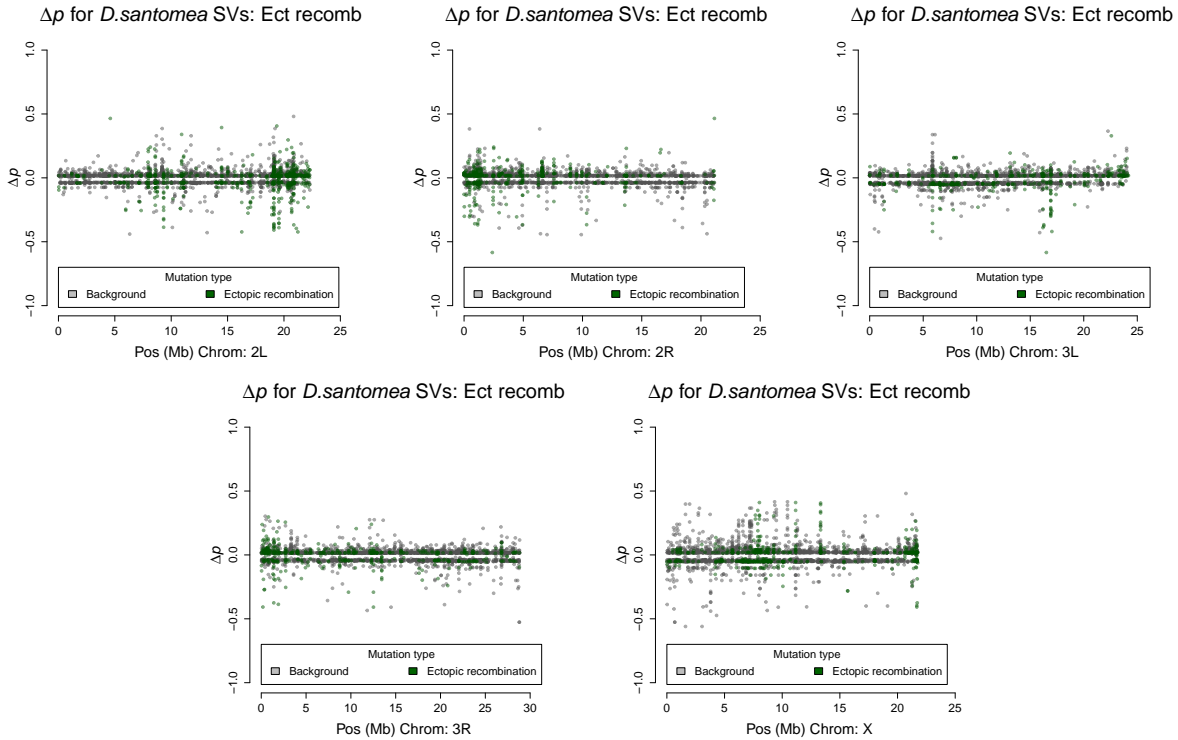 Δp for D.santomea SVs: Ect recomb
Δp
1.0
0.5
0.0
−0.5
−1.0
Mutation type
Background
Ectopic recombination
0 5 10 15 20 25
Pos (Mb) Chrom: 2L
Δp for D.santomea SVs: Ect recomb
Δp
1.0
0.5
0.0
−0.5
−1.0
Mutation type
Background
Ectopic recombination
0 5 10 15 20 25
Pos (Mb) Chrom: 2R
Δp for D.santomea SVs: Ect recomb
Δp
1.0
0.5
0.0
−0.5
−1.0
Mutation type
Background
Ectopic recombination
0 5 10 15 20 25
Pos (Mb) Chrom: 3L
Δp for D.santomea SVs: Ect recomb
Δp
1.0
0.5
0.0
−0.5
−1.0
Mutation type
Background
Ectopic recombination
0 5 10 15 20 25 30
Pos (Mb) Chrom: 3R
Δp for D.santomea SVs: Ect recomb
Δp
1.0
0.5
0.0
−0.5
−1.0
Mutation type
Background
Ectopic recombination
0 5 10 15 20 25
Pos (Mb) Chrom: X